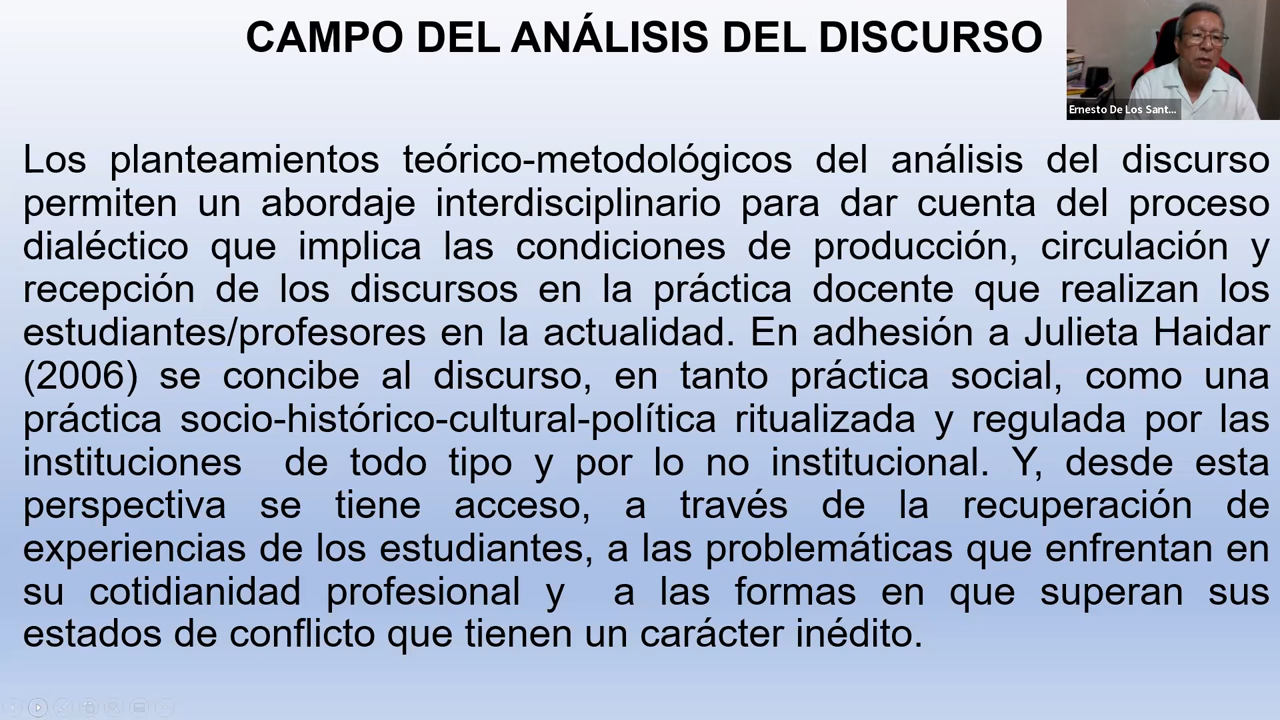 CAMPO DEL ANÁLISIS DEL DISCURSO
Ernesto De Los Sant...
Los planteamientos teórico-metodológicos del análisis del discurso
permiten un abordaje interdisciplinario para dar cuenta del proceso
dialéctico que implica las condiciones de producción, circulación y
recepción de los discursos en la práctica docente que realizan los
estudiantes/profesores en la actualidad. En adhesión a Julieta Haidar
(2006) se concibe al discurso, en tanto práctica social, como una
práctica socio-histórico-cultural-política ritualizada y regulada por las
instituciones de todo tipo y por lo no institucional. Y, desde esta
perspectiva se tiene acceso, a través de la recuperación de
experiencias de los estudiantes, a las problemáticas que enfrentan en
su cotidianidad profesional y a las formas en que superan sus
estados de conflicto que tienen un carácter inédito.